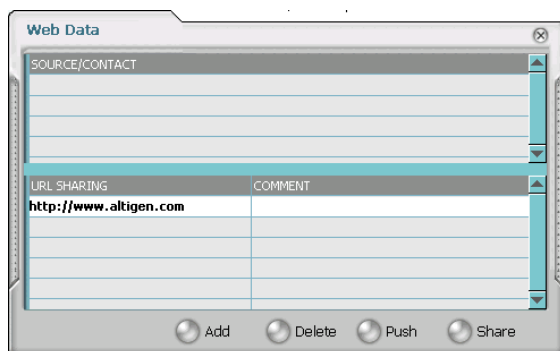 Web Data
SOURCE/CONTACT
URL SHARING COMMENT
http://www.altigen.com
Add Delete Push Share